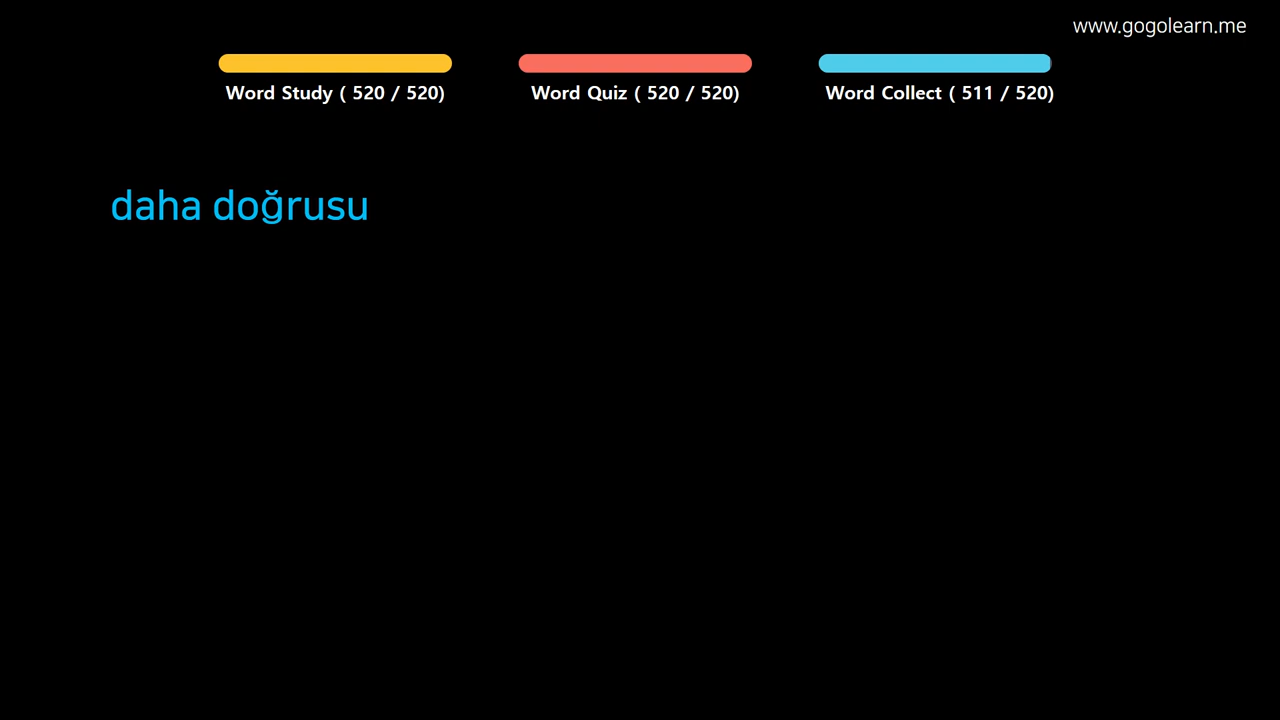 www.gogolearn.me
Word Study ( 520 / 520)
Word Quiz ( 520 / 520)
Word Collect ( 511 / 520)
daha doğrusu